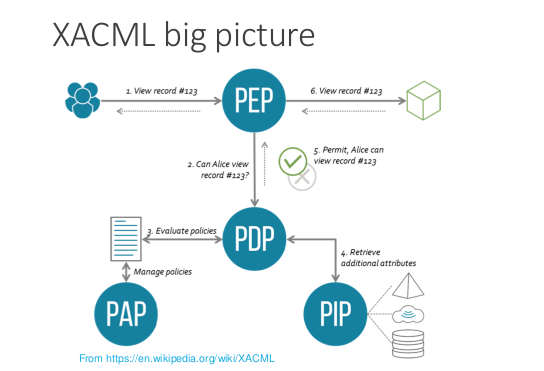 XACML big picture
1. View record #123
PEP
6. View record #123
2. Can Alice view
record #123?
5. Permit, Alice can
view record #123
3. Evaluate policies
PDP
4. Retrieve
additional attributes
Manage policies
PAP
PIP
From https://en.wikipedia.org/wiki/XACML